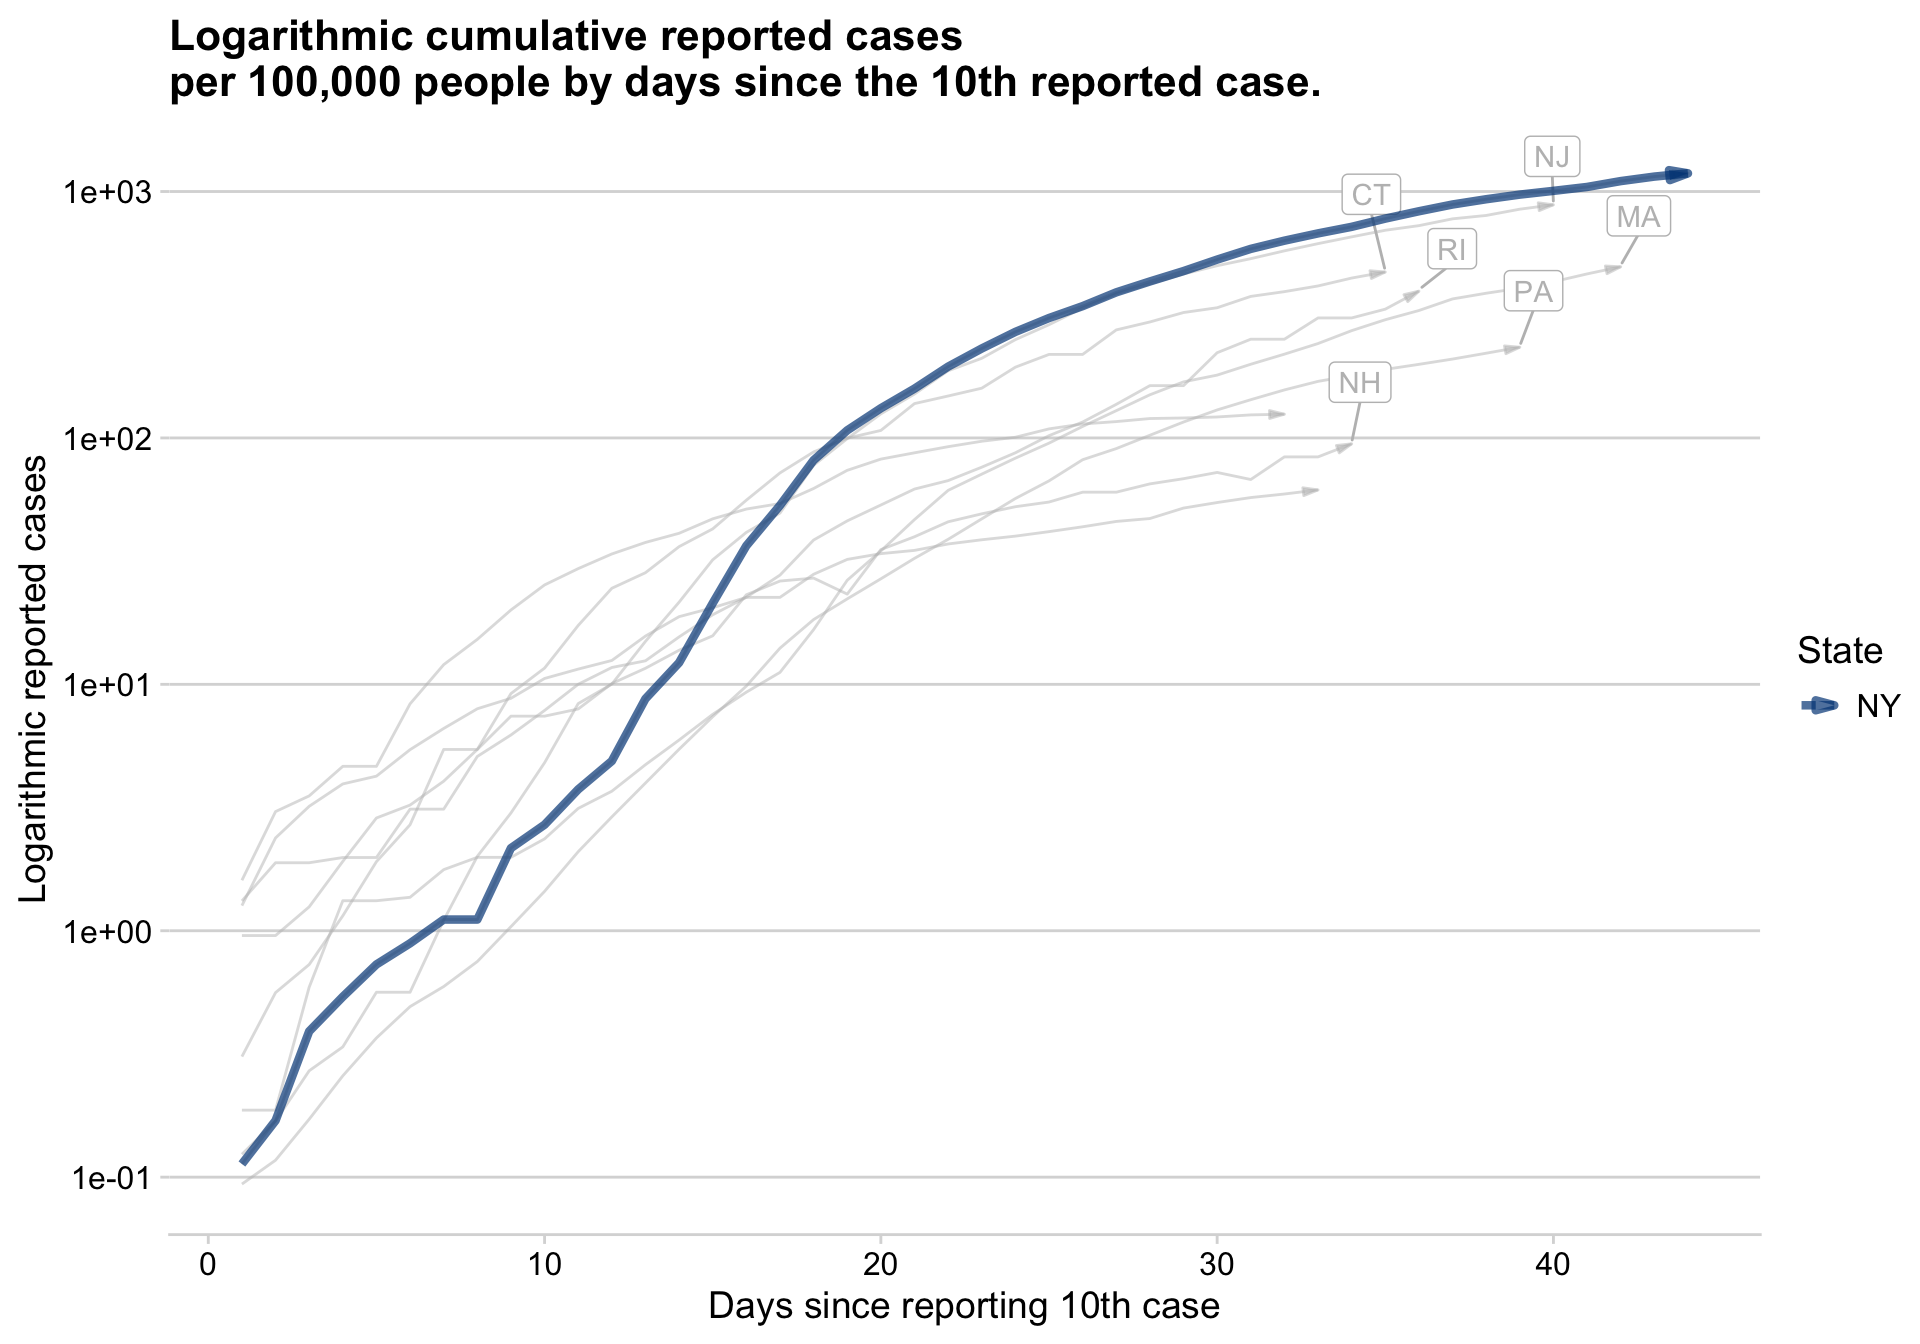 Logarithmic cumulative reported cases
per 100,000 people by days since the 10th reported case.
NJ
CT
MA
RI
PA
NH
1e+03
1e+02
1e+01
1e+00
1e-01
Logarithmic reported cases
0 10 20 30 40
Days since reporting 10th case
State
NY